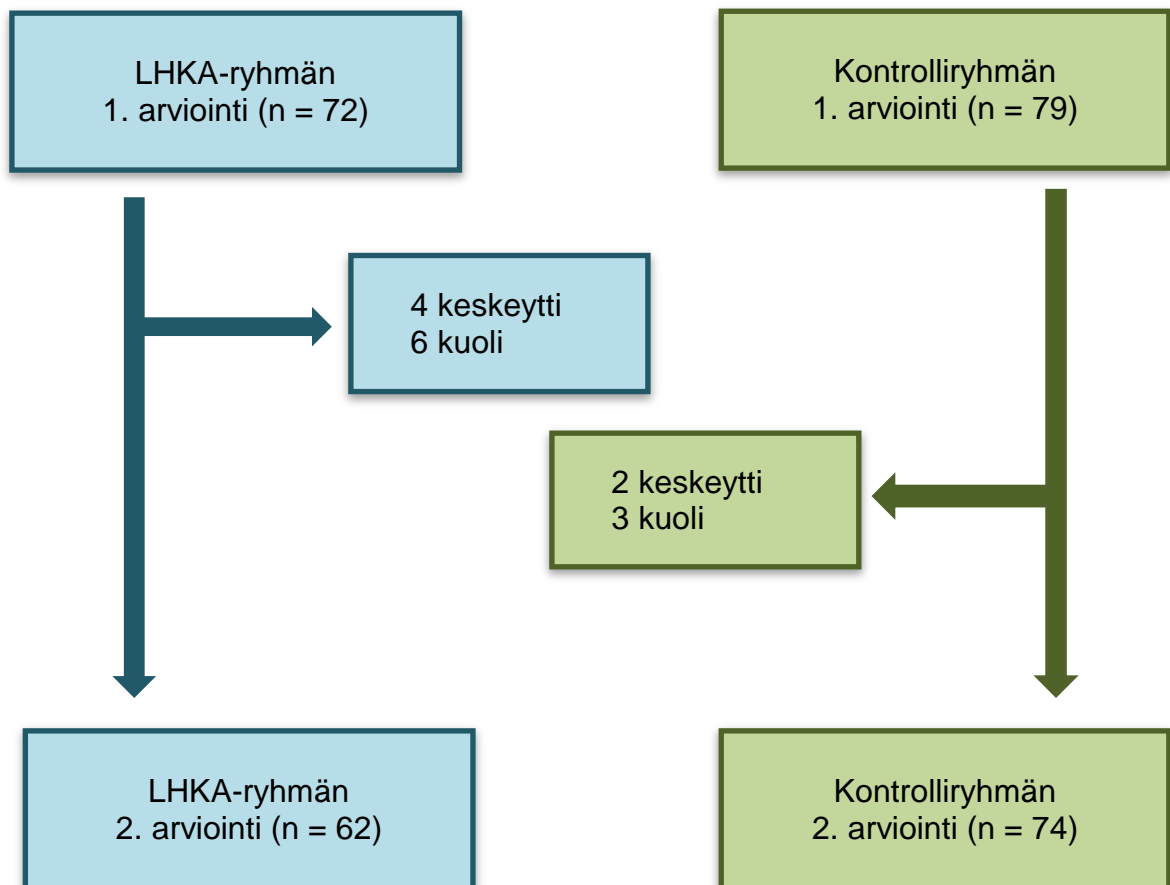 LHKA-ryhmän
1. arviointi (n = 72)
Kontrolliryhmän
1. arviointi (n = 79)
4 keskeytti
6 kuoli
2 keskeytti
3 kuoli
LHKA-ryhmän
2. arviointi (n = 62)
Kontrolliryhmän
2. arviointi (n = 74)